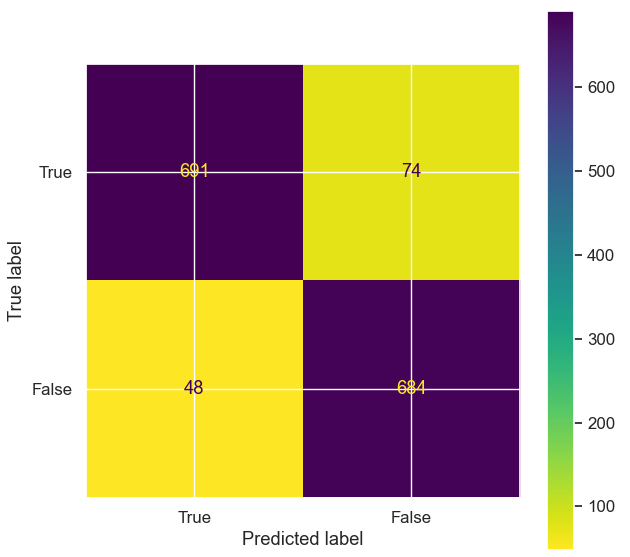 True label
True
False
691 74
48 684
True False
Predicted label
600
500
400
300
200
100